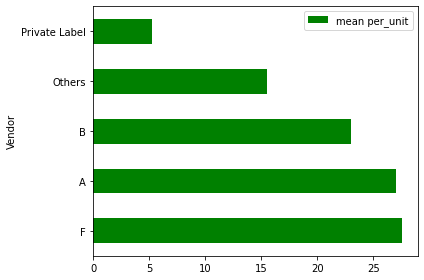 mean per_unit
Private Label
Others
B
A
F
Vendor
0 5 10 15 20 25